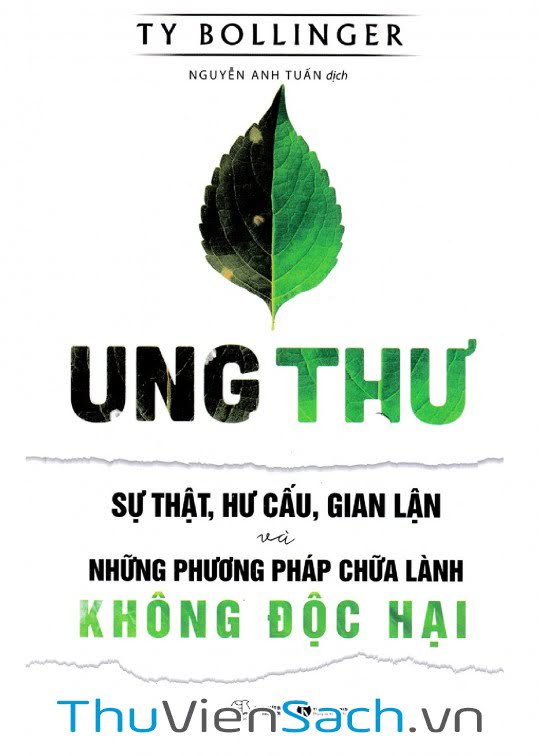 TY BOLLINGER
NGUYỄN ANH TUẤN dịch
UNG THƯ
SỰ THẬT, HƯ CẤU, GIAN LẬN
và
NHỮNG PHƯƠNG PHÁP CHỮA LÀNH
KHÔNG ĐỘC HẠI
ThuVienSach.vn